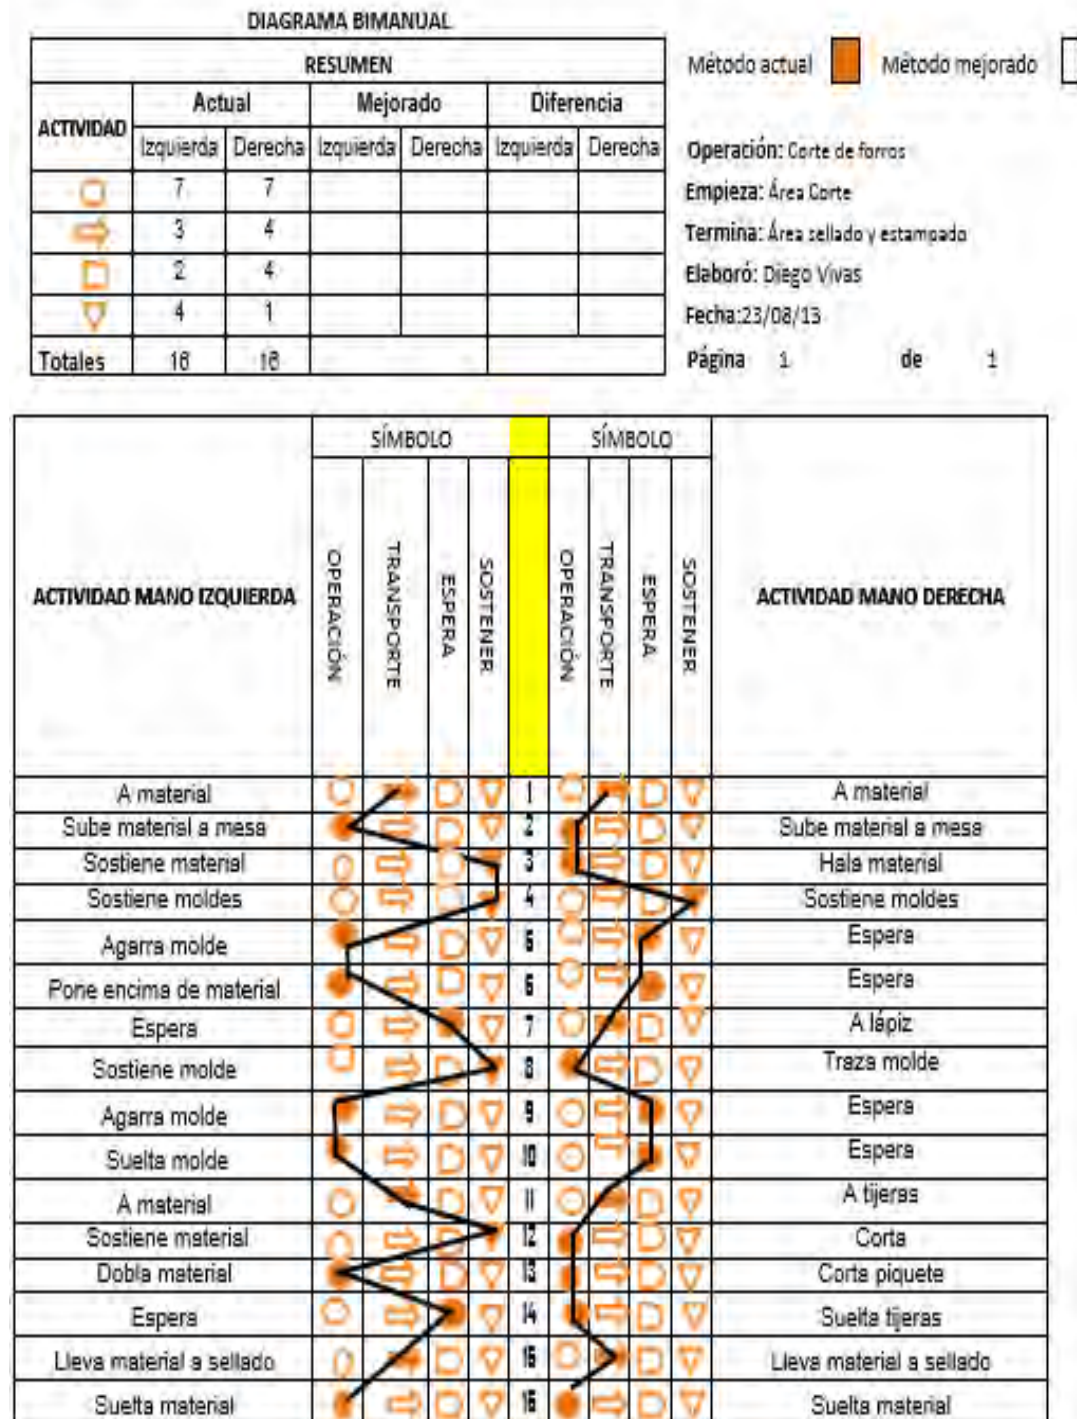 DIAGRAMA BIMANUAL
RESUMEN
ACTIVIDAD Actual Mejorado Diferencia
Izquierda Derecha Izquierda Derecha Izquierda Derecha
7 7
3 4
2 4
4 1
Totales 16 16
Método actual Método mejorado
Operación: Corte de forros
Empieza: Área Corte
Termina: Área sellado y estampado
Elaboró: Diego Vivas
Fecha:23/08/13
Página 1 de 1
SÍMBOLO SÍMBOLO
ACTIVIDAD MANO IZQUIERDA OPERACIÓN TRANSPORTE ESPERA SOSTENER OPERACIÓN TRANSPORTE ESPERA SOSTENER ACTIVIDAD MANO DERECHA
A material 1 A material
Sube material a mesa 2 Sube material a mesa
Sostiene material 3 Hala material
Sostiene moldes 4 Sostiene moldes
Agarra molde 5 Espera
Pone encima de material 6 Espera
Espera 7 A lápiz
Sostiene molde 8 Traza molde
Agarra molde 9 Espera
Suelta molde 10 Espera
A material 11 A tijeras
Sostiene material 12 Corta
Dobla material 13 Corta piquete
Espera 14 Suelta tijeras
Lleva material a sellado 15 Lleva material a sellado
Suelta material 16 Suelta material